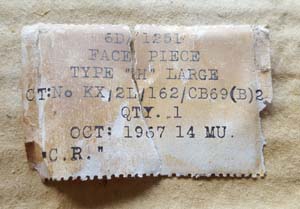 6D/1251
FACE PIECE
TYPE "H" LARGE
CT:No KX/2L/162/CB69(B)2
QTY..1
OCT: 1967 14 MU.
"C.R."